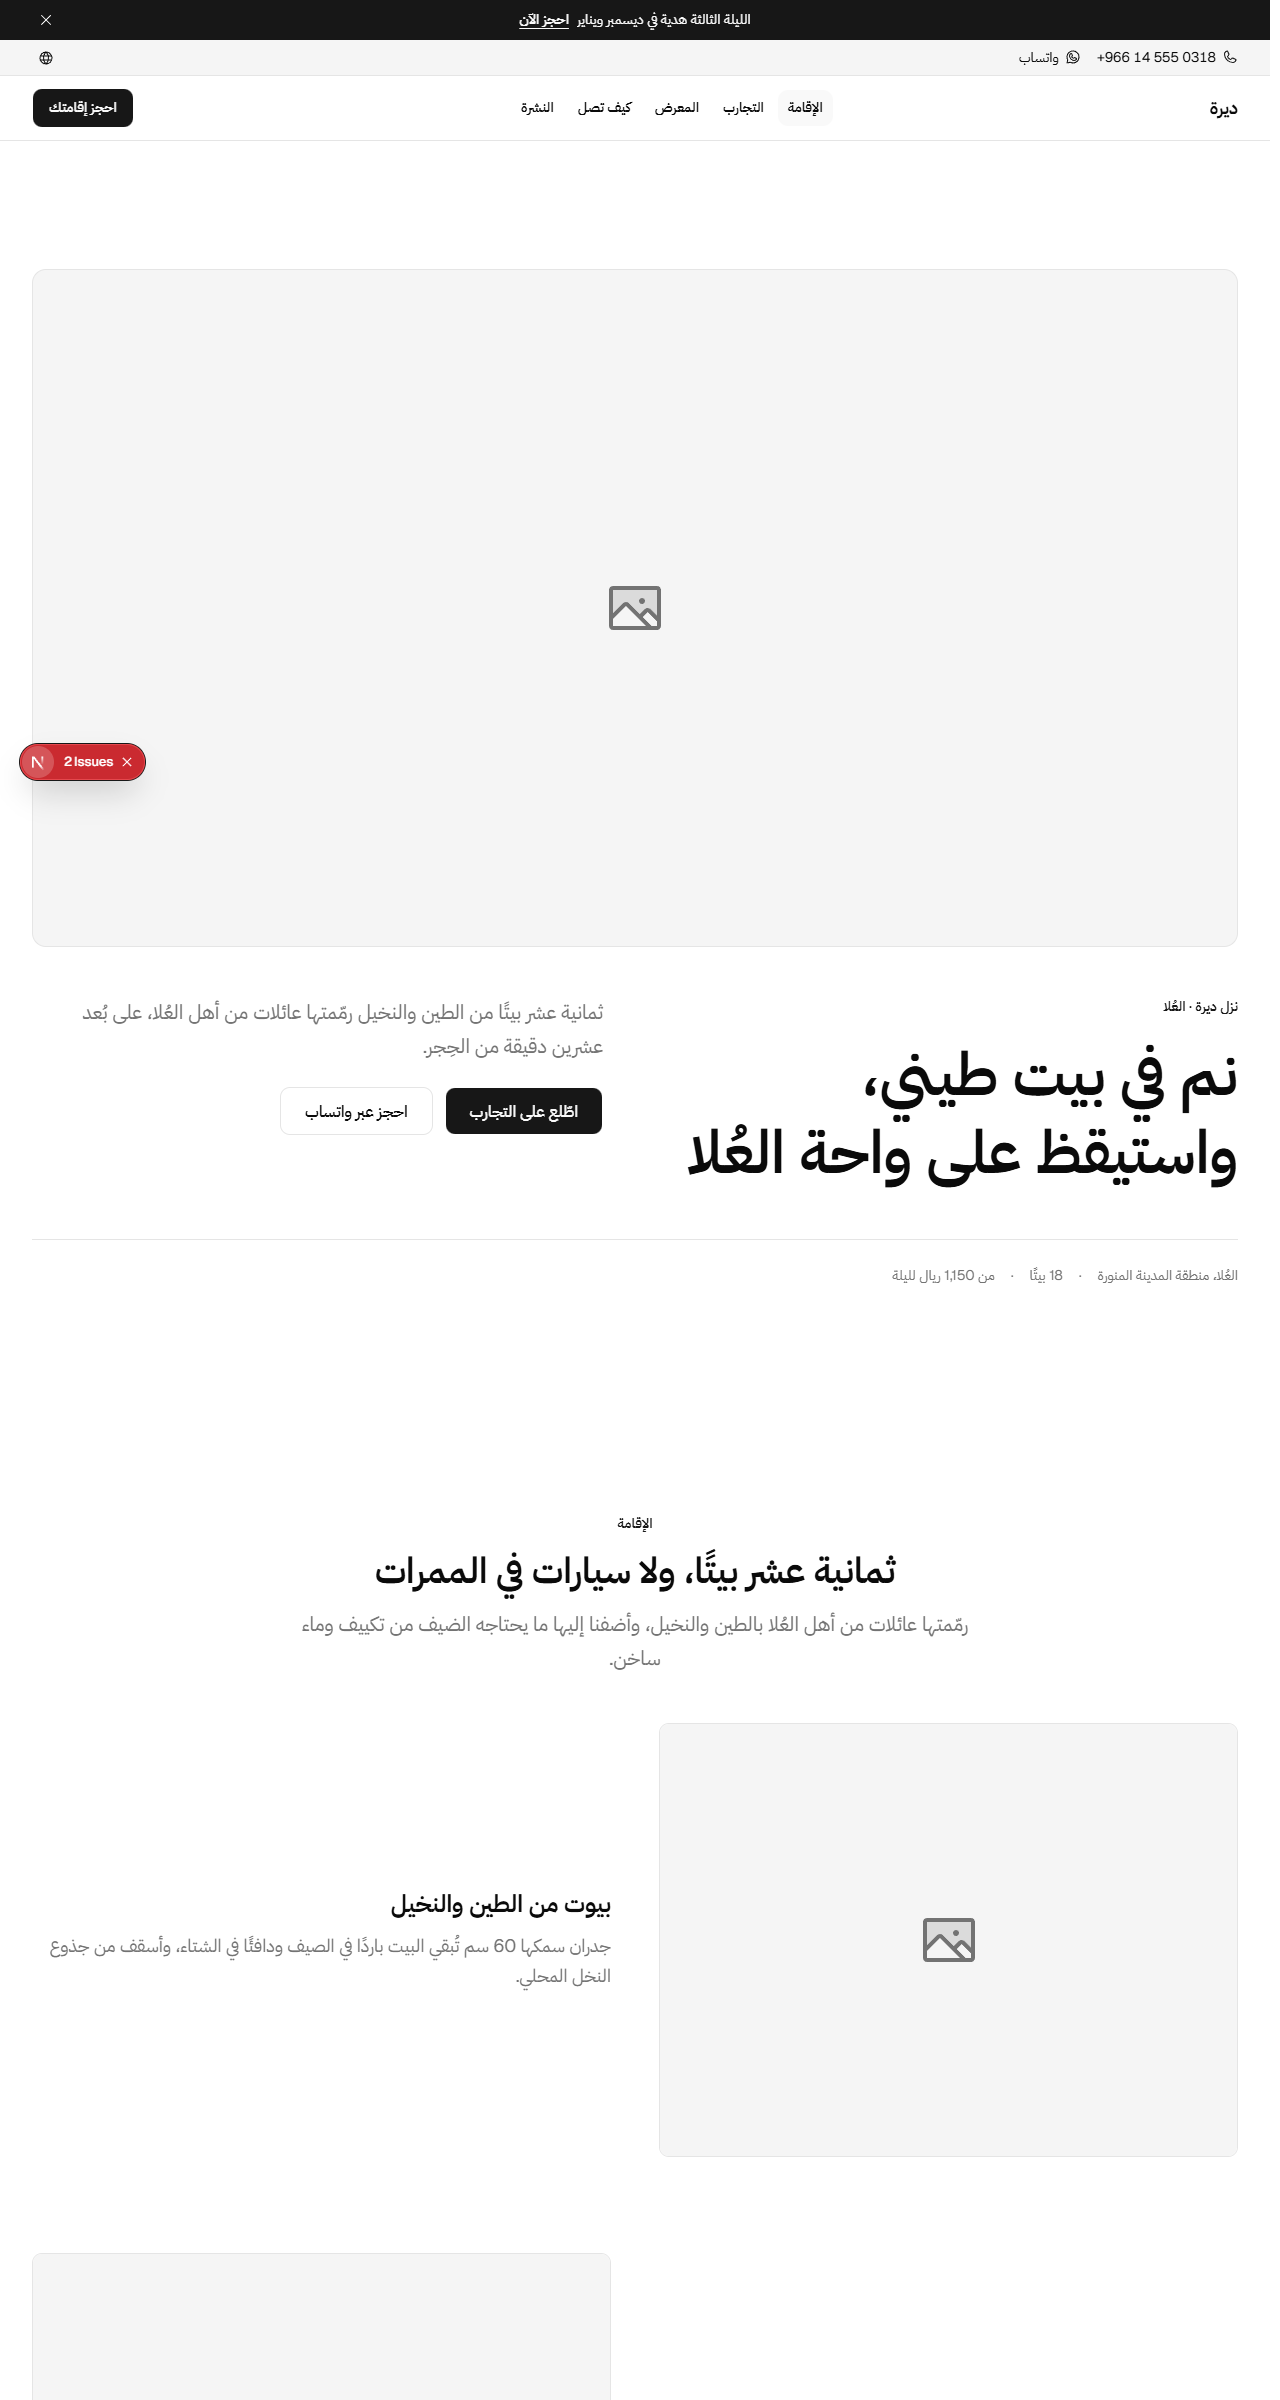 الليلة الثالثة هدية في ديسمبر ويناير احجز الآن
+966 14 555 0318 واتساب
ديرة
الإقامة التجارب المعرض كيف تصل النشرة
احجز إقامتك
2 Issues
نزل ديرة · العُلا
نم في بيت طيني،
واستيقظ على واحة العُلا
ثمانية عشر بيتًا من الطين والنخيل رمّمتها عائلات من أهل العُلا، على بُعد
عشرين دقيقة من الحِجر.
اطّلع على التجارب
احجز عبر واتساب
العُلا، منطقة المدينة المنورة · 18 بيتًا · من 1,150 ريال لليلة
الإقامة
ثمانية عشر بيتًا، ولا سيارات في الممرات
رمّمتها عائلات من أهل العُلا بالطين والنخيل، وأضفنا إليها ما يحتاجه الضيف من تكييف وماء
ساخن.
بيوت من الطين والنخيل
جدران سمكها 60 سم تُبقي البيت باردًا في الصيف ودافئًا في الشتاء، وأسقف من جذوع
النخل المحلي.